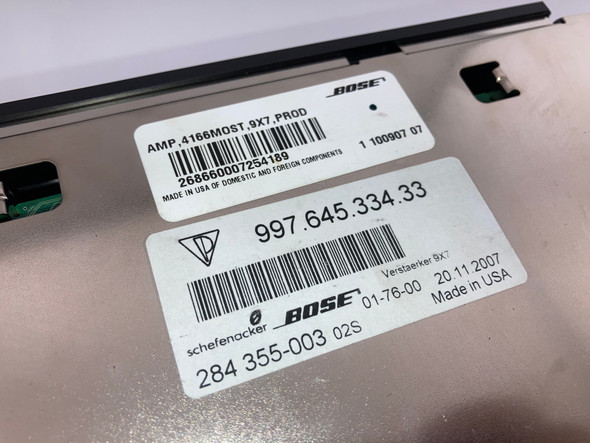 BOSE
AMP,4166MOST,9X7,PROD
268660007254189
MADE IN USA OF DOMESTIC AND FOREIGN COMPONENTS
1 100907 07
997.645.334.33
Verstaerker 9x7
schefenacker BOSE 01-76-00 20.11.2007
284 355-003 02S Made in USA